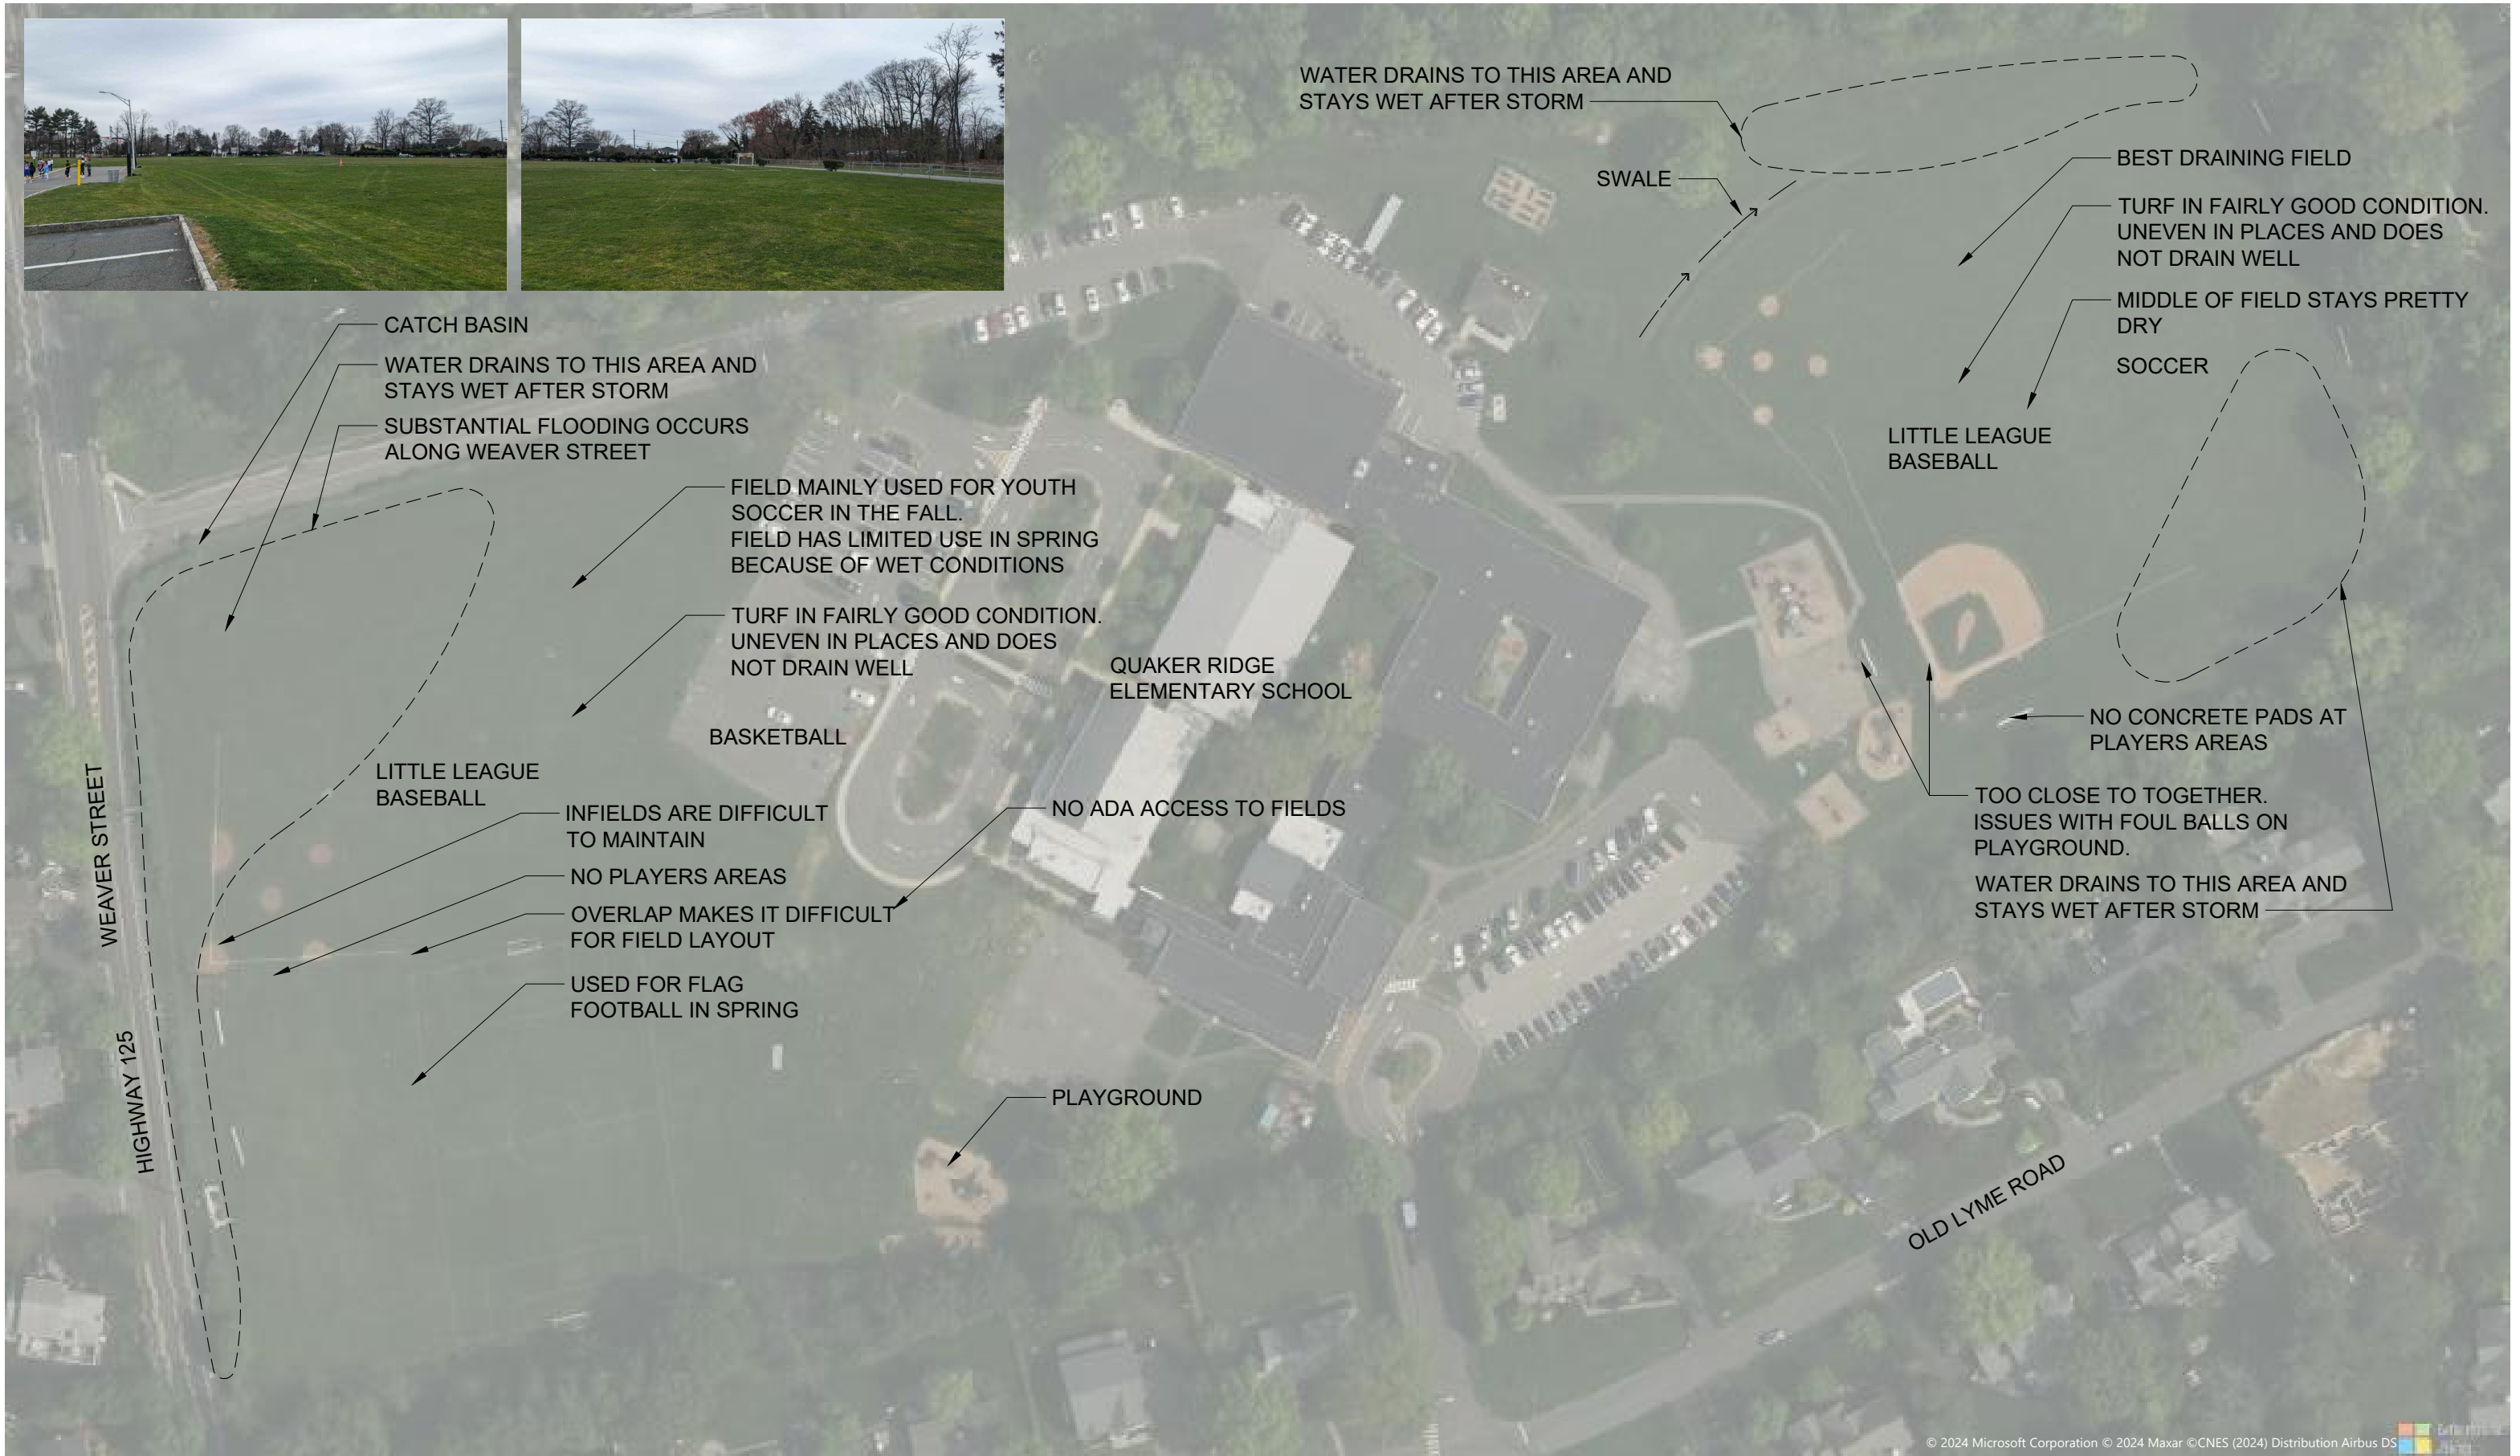 WATER DRAINS TO THIS AREA AND
STAYS WET AFTER STORM
SWALE
BEST DRAINING FIELD
TURF IN FAIRLY GOOD CONDITION.
UNEVEN IN PLACES AND DOES
NOT DRAIN WELL
MIDDLE OF FIELD STAYS PRETTY
DRY
SOCCER
LITTLE LEAGUE
BASEBALL
CATCH BASIN
WATER DRAINS TO THIS AREA AND
STAYS WET AFTER STORM
SUBSTANTIAL FLOODING OCCURS
ALONG WEAVER STREET
FIELD MAINLY USED FOR YOUTH
SOCCER IN THE FALL.
FIELD HAS LIMITED USE IN SPRING
BECAUSE OF WET CONDITIONS
TURF IN FAIRLY GOOD CONDITION.
UNEVEN IN PLACES AND DOES
NOT DRAIN WELL
QUAKER RIDGE
ELEMENTARY SCHOOL
BASKETBALL
LITTLE LEAGUE
BASEBALL
INFIELDS ARE DIFFICULT
TO MAINTAIN
NO PLAYERS AREAS
OVERLAP MAKES IT DIFFICULT
FOR FIELD LAYOUT
USED FOR FLAG
FOOTBALL IN SPRING
NO ADA ACCESS TO FIELDS
PLAYGROUND
NO CONCRETE PADS AT
PLAYERS AREAS
TOO CLOSE TO TOGETHER.
ISSUES WITH FOUL BALLS ON
PLAYGROUND.
WATER DRAINS TO THIS AREA AND
STAYS WET AFTER STORM
WEAVER STREET
HIGHWAY 125
OLD LYME ROAD
© 2024 Microsoft Corporation © 2024 Maxar ©CNES (2024) Distribution Airbus DS